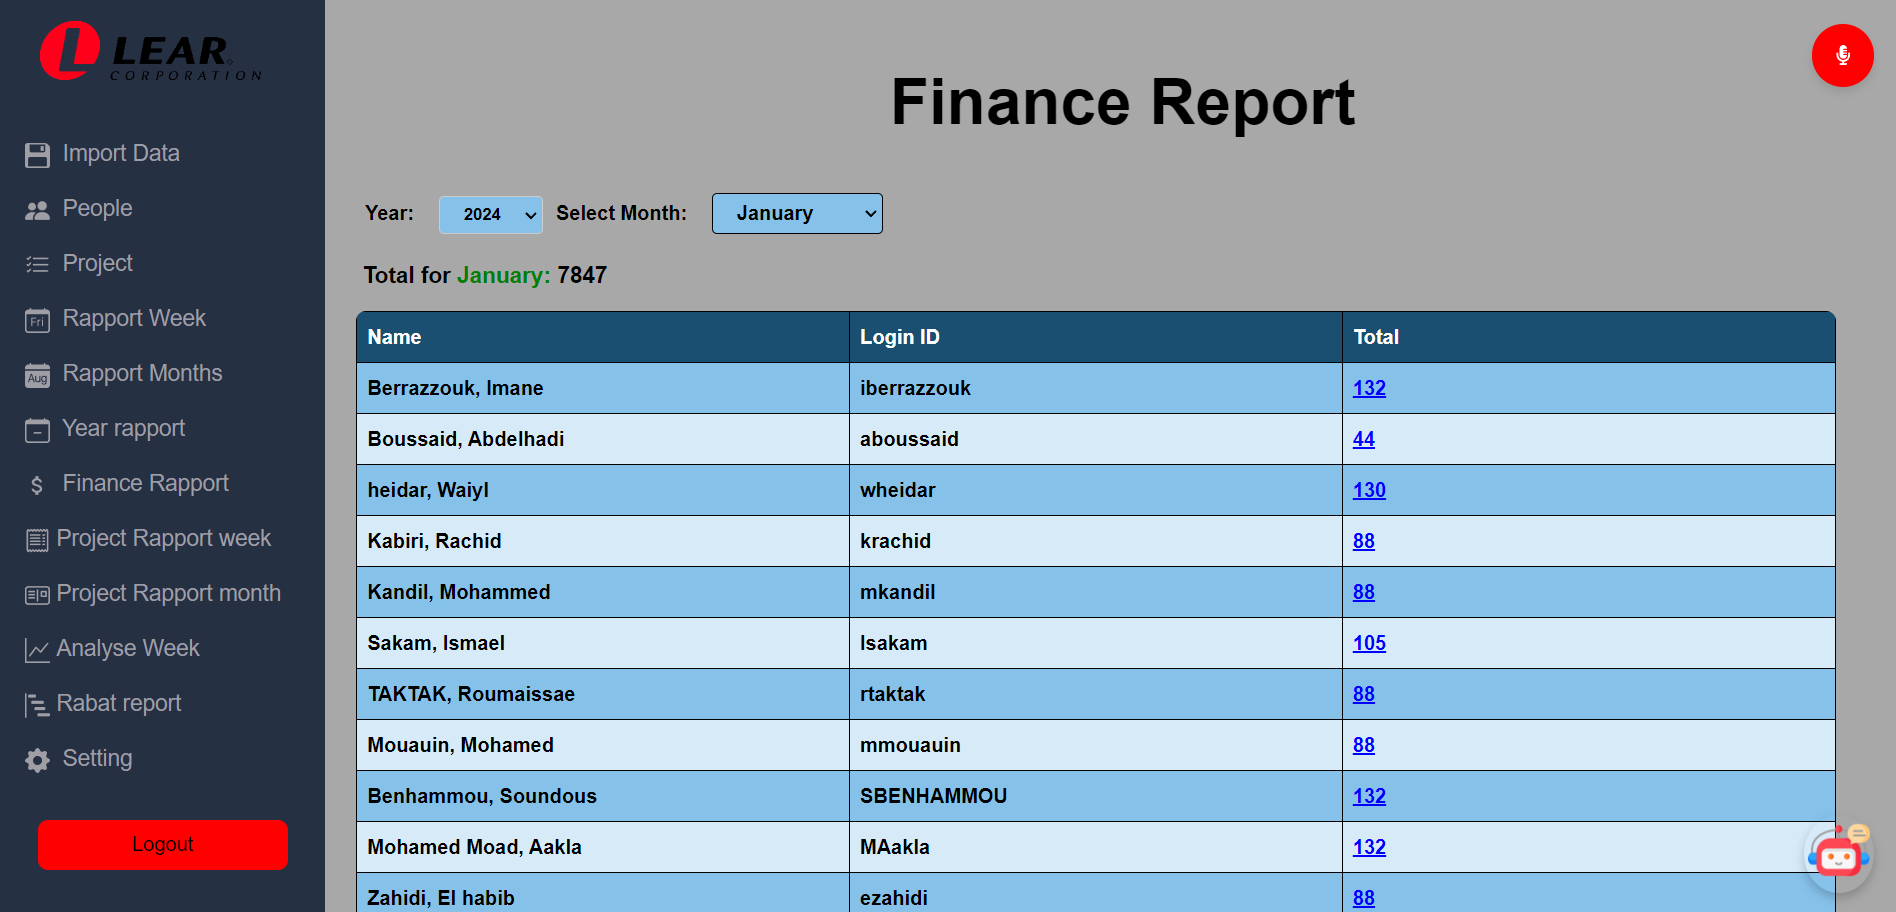 LEAR
CORPORATION
Import Data
People
Project
Fri Rapport Week
Aug Rapport Months
Year rapport
$ Finance Rapport
Project Rapport week
Project Rapport month
Analyse Week
Rabat report
Setting
Logout
Finance Report
Year: 2024 Select Month: January
Total for January: 7847
Name Login ID Total
Berrazzouk, Imane iberrazzouk 132
Boussaid, Abdelhadi aboussaid 44
heidar, Waiyl wheidar 130
Kabiri, Rachid krachid 88
Kandil, Mohammed mkandil 88
Sakam, Ismael Isakam 105
TAKTAK, Roumaissae rtaktak 88
Mouauin, Mohamed mmouauin 88
Benhammou, Soundous SBENHAMMOU 132
Mohamed Moad, Aakla MAakla 132
Zahidi, El habib ezahidi 88